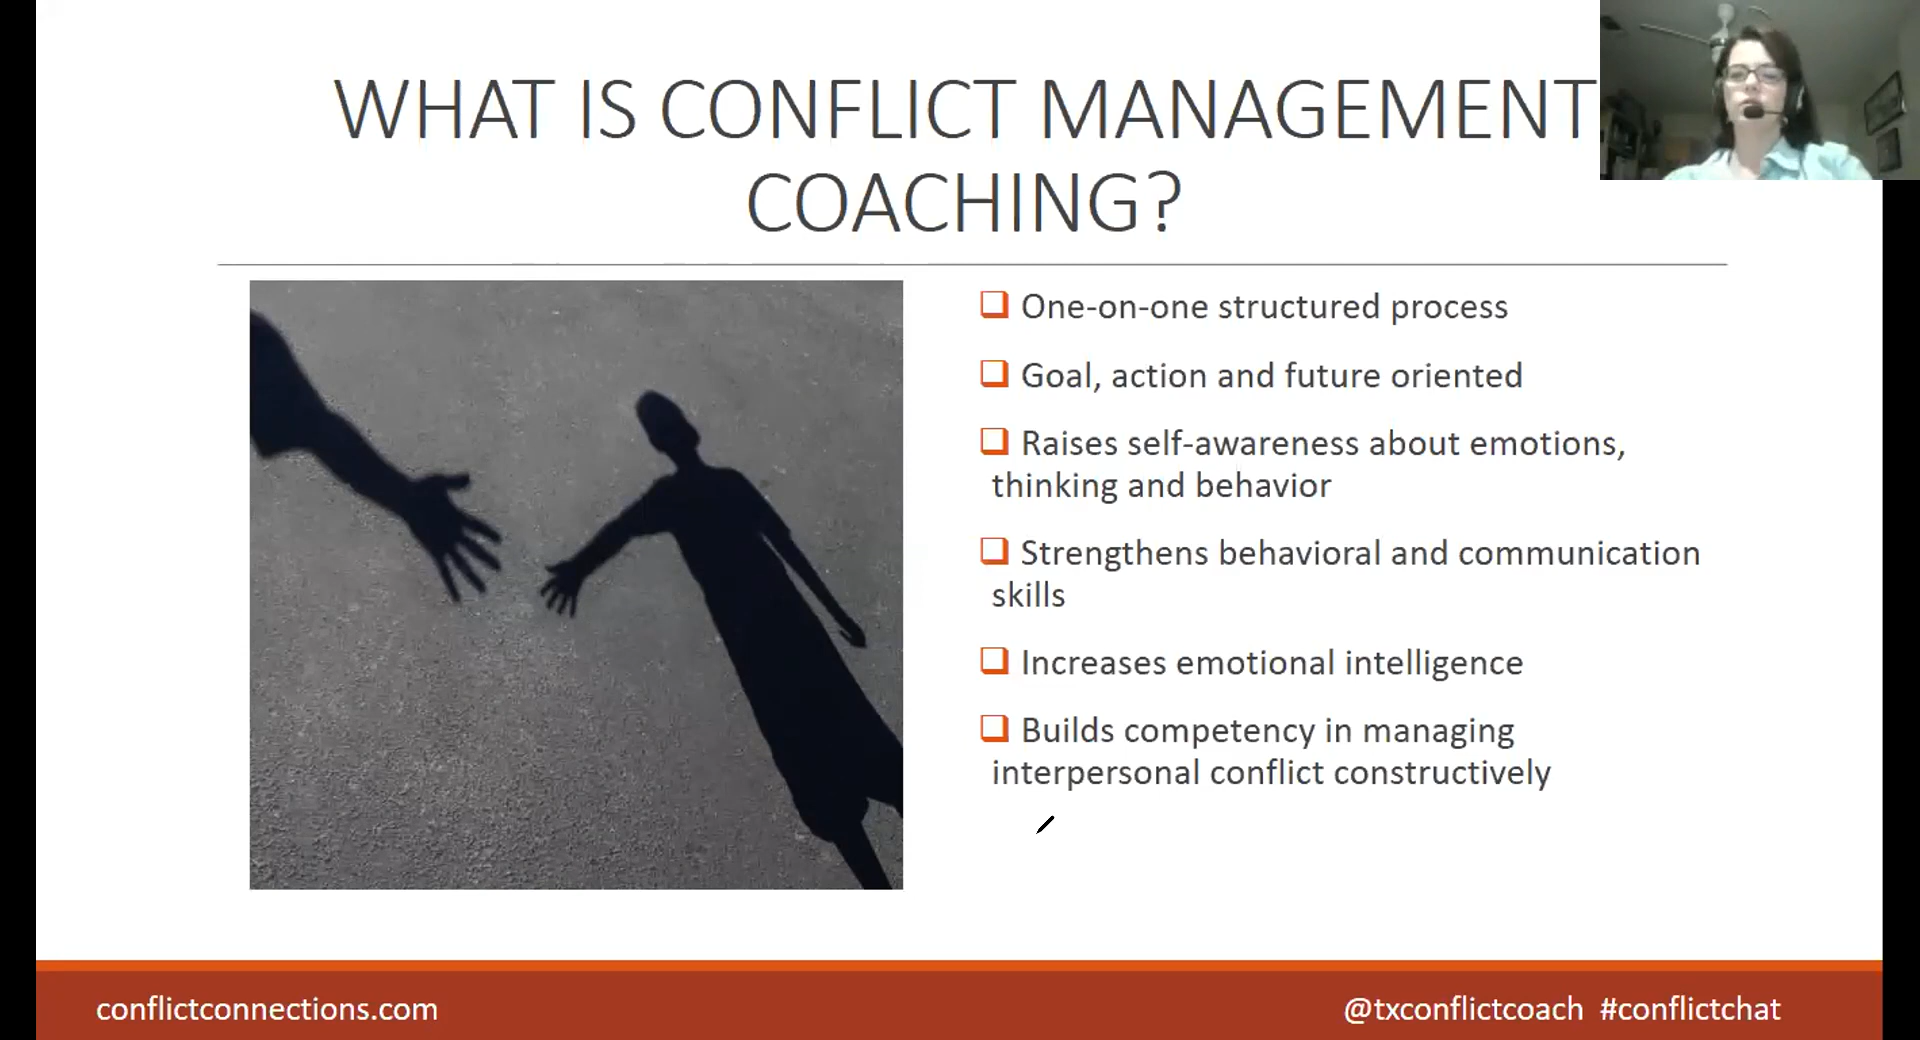 WHAT IS CONFLICT MANAGEMENT
COACHING?
One-on-one structured process
Goal, action and future oriented
Raises self-awareness about emotions,
thinking and behavior
Strengthens behavioral and communication
skills
Increases emotional intelligence
Builds competency in managing
interpersonal conflict constructively
conflictconnections.com
@txconflictcoach #conflictchat